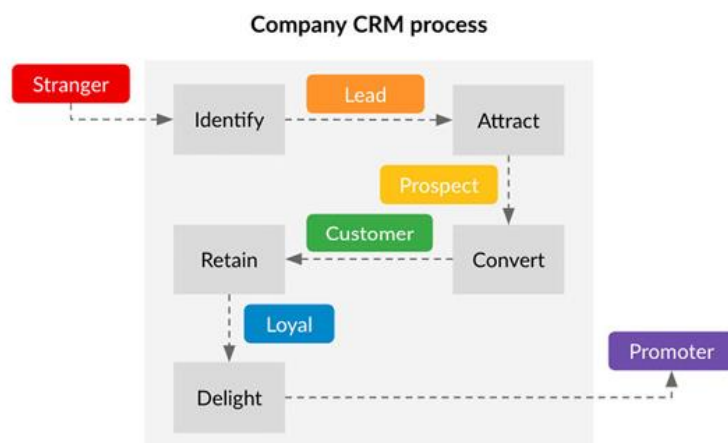 Company CRM process
Stranger
Identify
Lead
Attract
Prospect
Convert
Customer
Retain
Loyal
Delight
Promoter